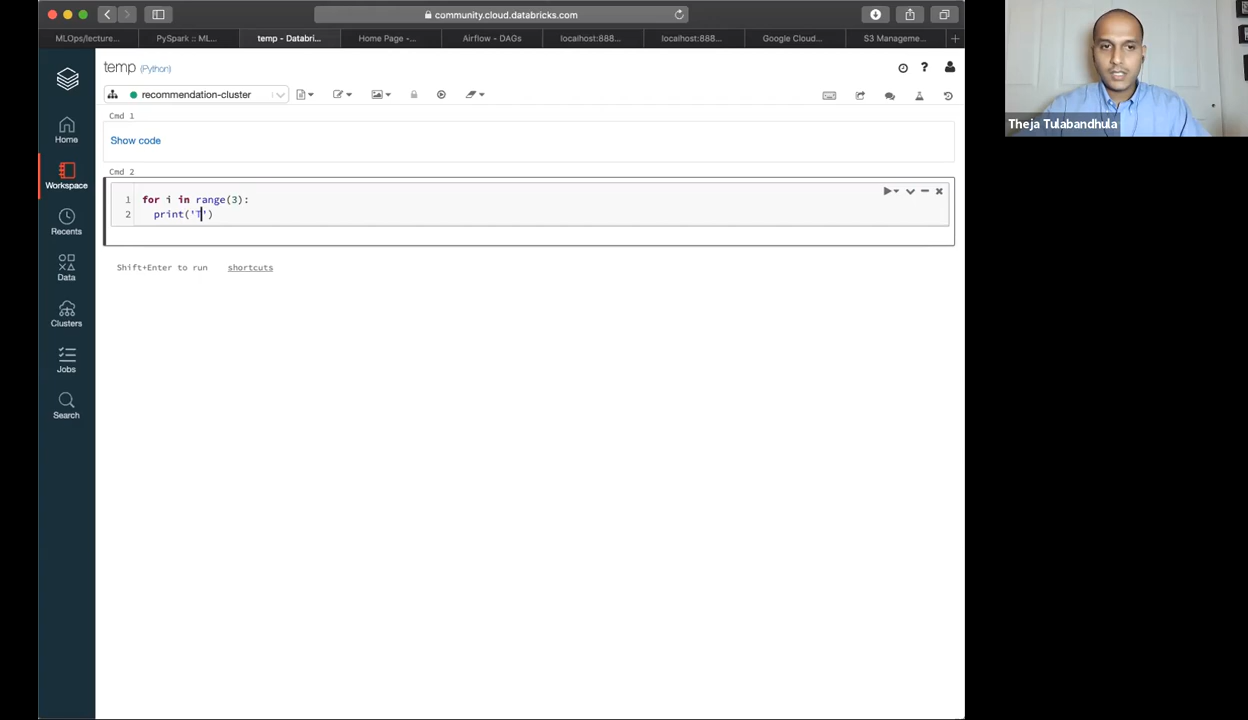 community.cloud.databricks.com
MLOps/lecture...
PySpark :: ML...
temp - Databri...
Home Page -...
Airflow - DAGs
localhost:888...
localhost:888...
Google Cloud...
S3 Manageme...
temp (Python)
recommendation-cluster
Home
Workspace
Recents
Data
Clusters
Jobs
Search
Cmd 1
Show code
Cmd 2
1 for i in range(3):
2 print('T')
Shift+Enter to run shortcuts
Theja Tulabandhula